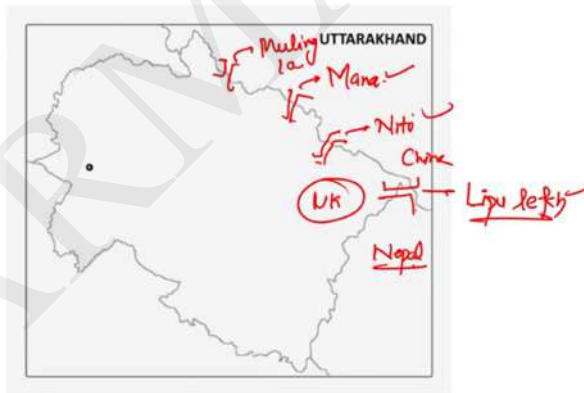 UTTARAKHAND
Muling
la
Mana
Niti
China
UK
Lipu lekh
Nepal